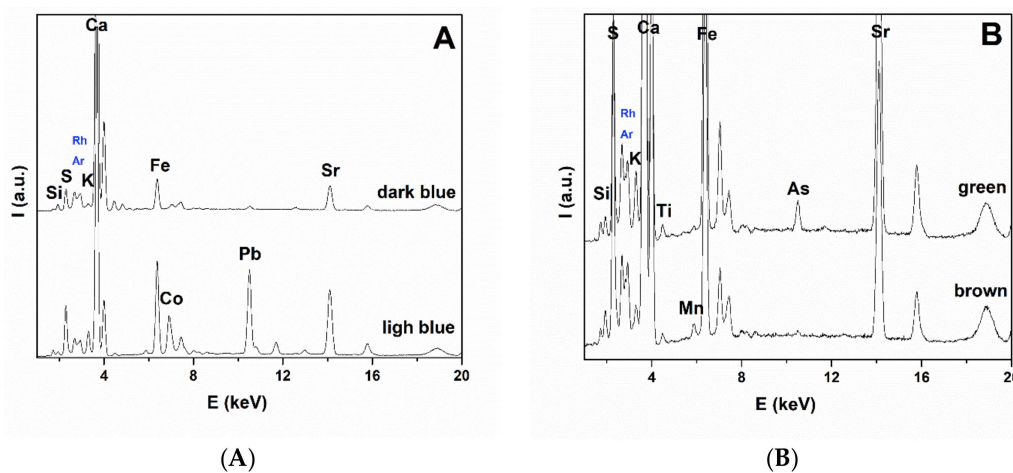 A
Ca
Rh
Ar
Si
S
K
Fe
Sr
dark blue
Pb
Co
ligh blue
I (a.u.)
4
8
12
16
20
E (keV)
(A)
B
S
Ca
Fe
Sr
Rh
Ar
K
Si
Ti
As
green
Mn
brown
I (a.u.)
4
8
12
16
20
E (keV)
(B)